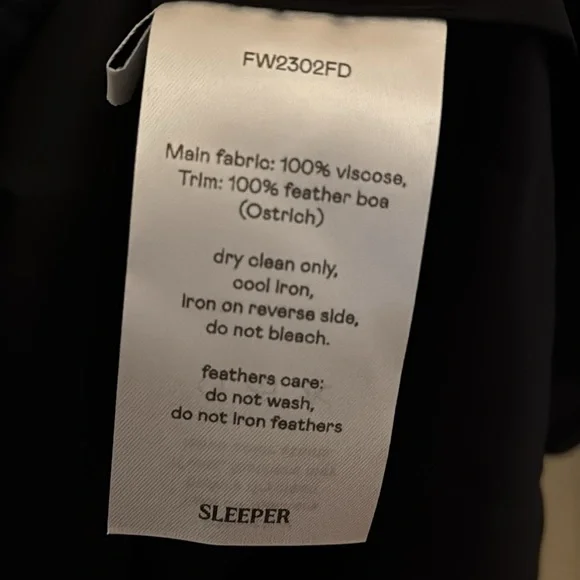 FW2302FD
Main fabric: 100% viscose,
Trim: 100% feather boa
(Ostrich)
dry clean only,
cool iron,
iron on reverse side,
do not bleach.
feathers care:
do not wash,
do not iron feathers
SLEEPER